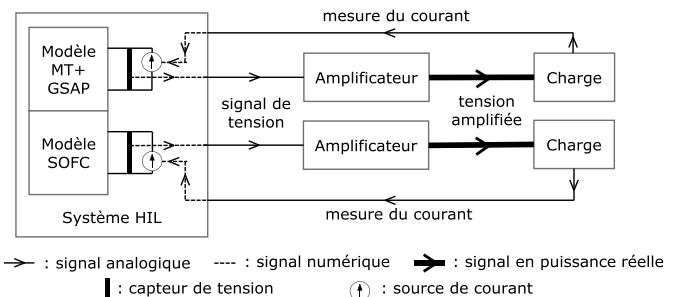 mesure du courant
Modèle
MT+
GSAP
Amplificateur
Charge
signal de
tension
tension
amplifiée
Modèle
SOFC
Amplificateur
Charge
Système HIL
mesure du courant
: signal analogique
: signal numérique
: signal en puissance réelle
: capteur de tension
: source de courant